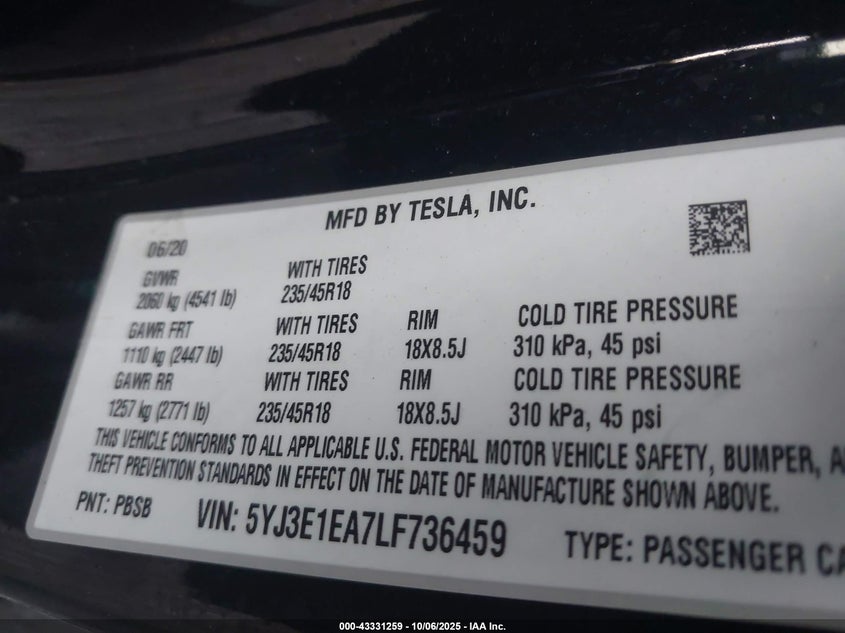 MFD BY TESLA, INC.
06/20
GVWR WITH TIRES
2060 kg (4541 lb) 235/45R18
GAWR FRT WITH TIRES RIM COLD TIRE PRESSURE
1110 kg (2447 lb) 235/45R18 18X8.5J 310 kPa, 45 psi
GAWR RR WITH TIRES RIM COLD TIRE PRESSURE
1257 kg (2771 lb) 235/45R18 18X8.5J 310 kPa, 45 psi
THIS VEHICLE CONFORMS TO ALL APPLICABLE U.S. FEDERAL MOTOR VEHICLE SAFETY, BUMPER,
THEFT PREVENTION STANDARDS IN EFFECT ON THE DATE OF MANUFACTURE SHOWN ABOVE.
PNT: PBSB VIN: 5YJ3E1EA7LF736459 TYPE: PASSENGER
000-43331259 - 10/06/2025 - IAA Inc.